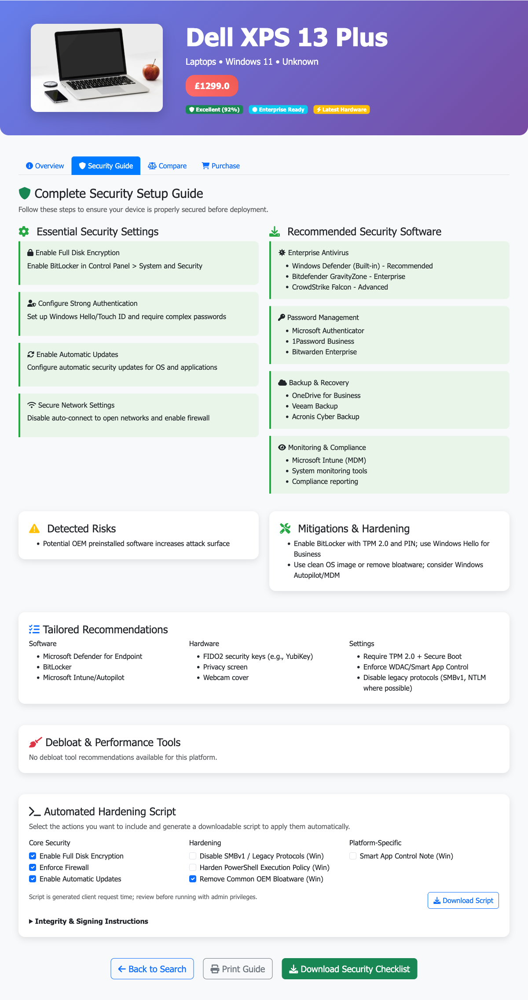 Dell XPS 13 Plus
Laptops • Windows 11 • Unknown
£1299.0
Excellent (92%)
Enterprise Ready
Latest Hardware
Overview
Security Guide
Compare
Purchase
Complete Security Setup Guide
Follow these steps to ensure your device is properly secured before deployment.
Essential Security Settings
Enable Full Disk Encryption
Enable BitLocker in Control Panel > System and Security
Configure Strong Authentication
Set up Windows Hello/Touch ID and require complex passwords
Enable Automatic Updates
Configure automatic security updates for OS and applications
Secure Network Settings
Disable auto-connect to open networks and enable firewall
Recommended Security Software
Enterprise Antivirus
• Windows Defender (Built-in) - Recommended
• Bitdefender GravityZone - Enterprise
• CrowdStrike Falcon - Advanced
Password Management
• Microsoft Authenticator
• 1Password Business
• Bitwarden Enterprise
Backup & Recovery
• OneDrive for Business
• Veeam Backup
• Acronis Cyber Backup
Monitoring & Compliance
• Microsoft Intune (MDM)
• System monitoring tools
• Compliance reporting
Detected Risks
• Potential OEM preinstalled software increases attack surface
Mitigations & Hardening
• Enable BitLocker with TPM 2.0 and PIN; use Windows Hello for
Business
• Use clean OS image or remove bloatware; consider Windows
Autopilot/MDM
Tailored Recommendations
Software
• Microsoft Defender for Endpoint
• BitLocker
• Microsoft Intune/Autopilot
Hardware
• FIDO2 security keys (e.g., YubiKey)
• Privacy screen
• Webcam cover
Settings
• Require TPM 2.0 + Secure Boot
• Enforce WDAC/Smart App Control
• Disable legacy protocols (SMBv1, NTLM
where possible)
Debloat & Performance Tools
No debloat tool recommendations available for this platform.
Automated Hardening Script
Select the actions you want to include and generate a downloadable script to apply them automatically.
Core Security
Enable Full Disk Encryption
Enforce Firewall
Enable Automatic Updates
Hardening
Disable SMBv1 / Legacy Protocols (Win)
Harden PowerShell Execution Policy (Win)
Remove Common OEM Bloatware (Win)
Platform-Specific
Smart App Control Note (Win)
Script is generated client request time; review before running with admin privileges.
Download Script
Integrity & Signing Instructions
Back to Search
Print Guide
Download Security Checklist